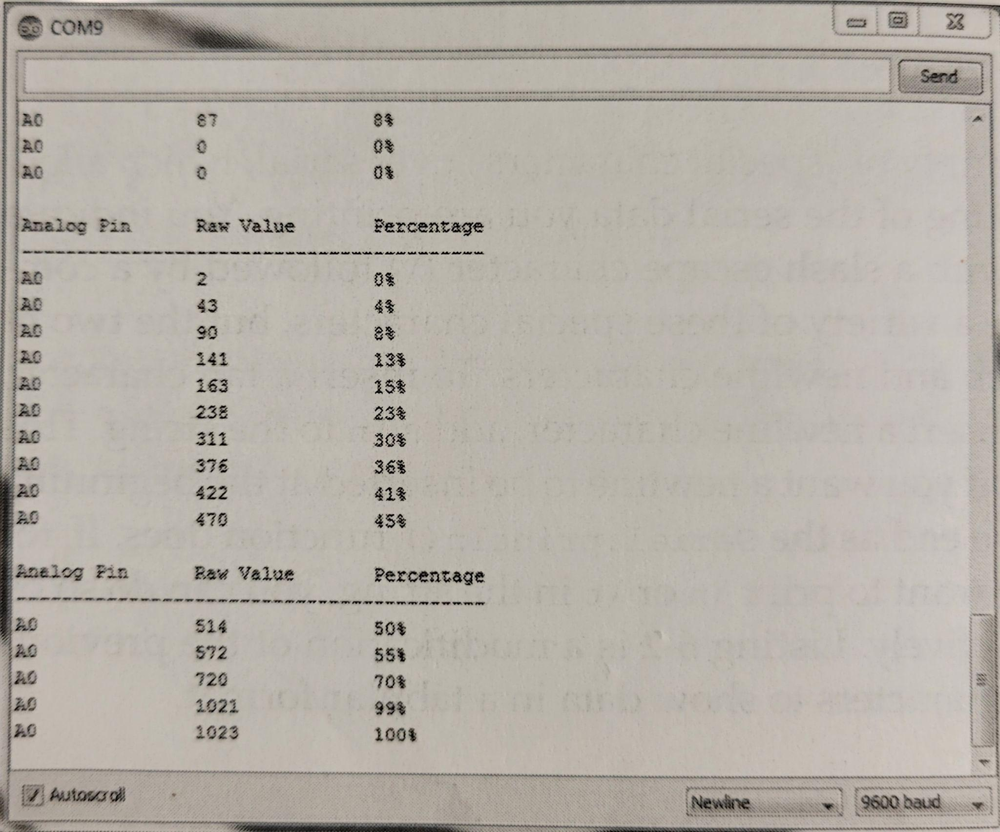 COM9
Send
A0 87 8%
A0 0 0%
A0 0 0%
Analog Pin Raw Value Percentage
------------------------------------------
A0 2 0%
A0 43 4%
A0 90 8%
A0 141 13%
A0 163 15%
A0 238 23%
A0 311 30%
A0 376 36%
A0 422 41%
A0 470 45%
Analog Pin Raw Value Percentage
------------------------------------------
A0 514 50%
A0 572 55%
A0 720 70%
A0 1021 99%
A0 1023 100%
Autoscroll Newline 9600 baud